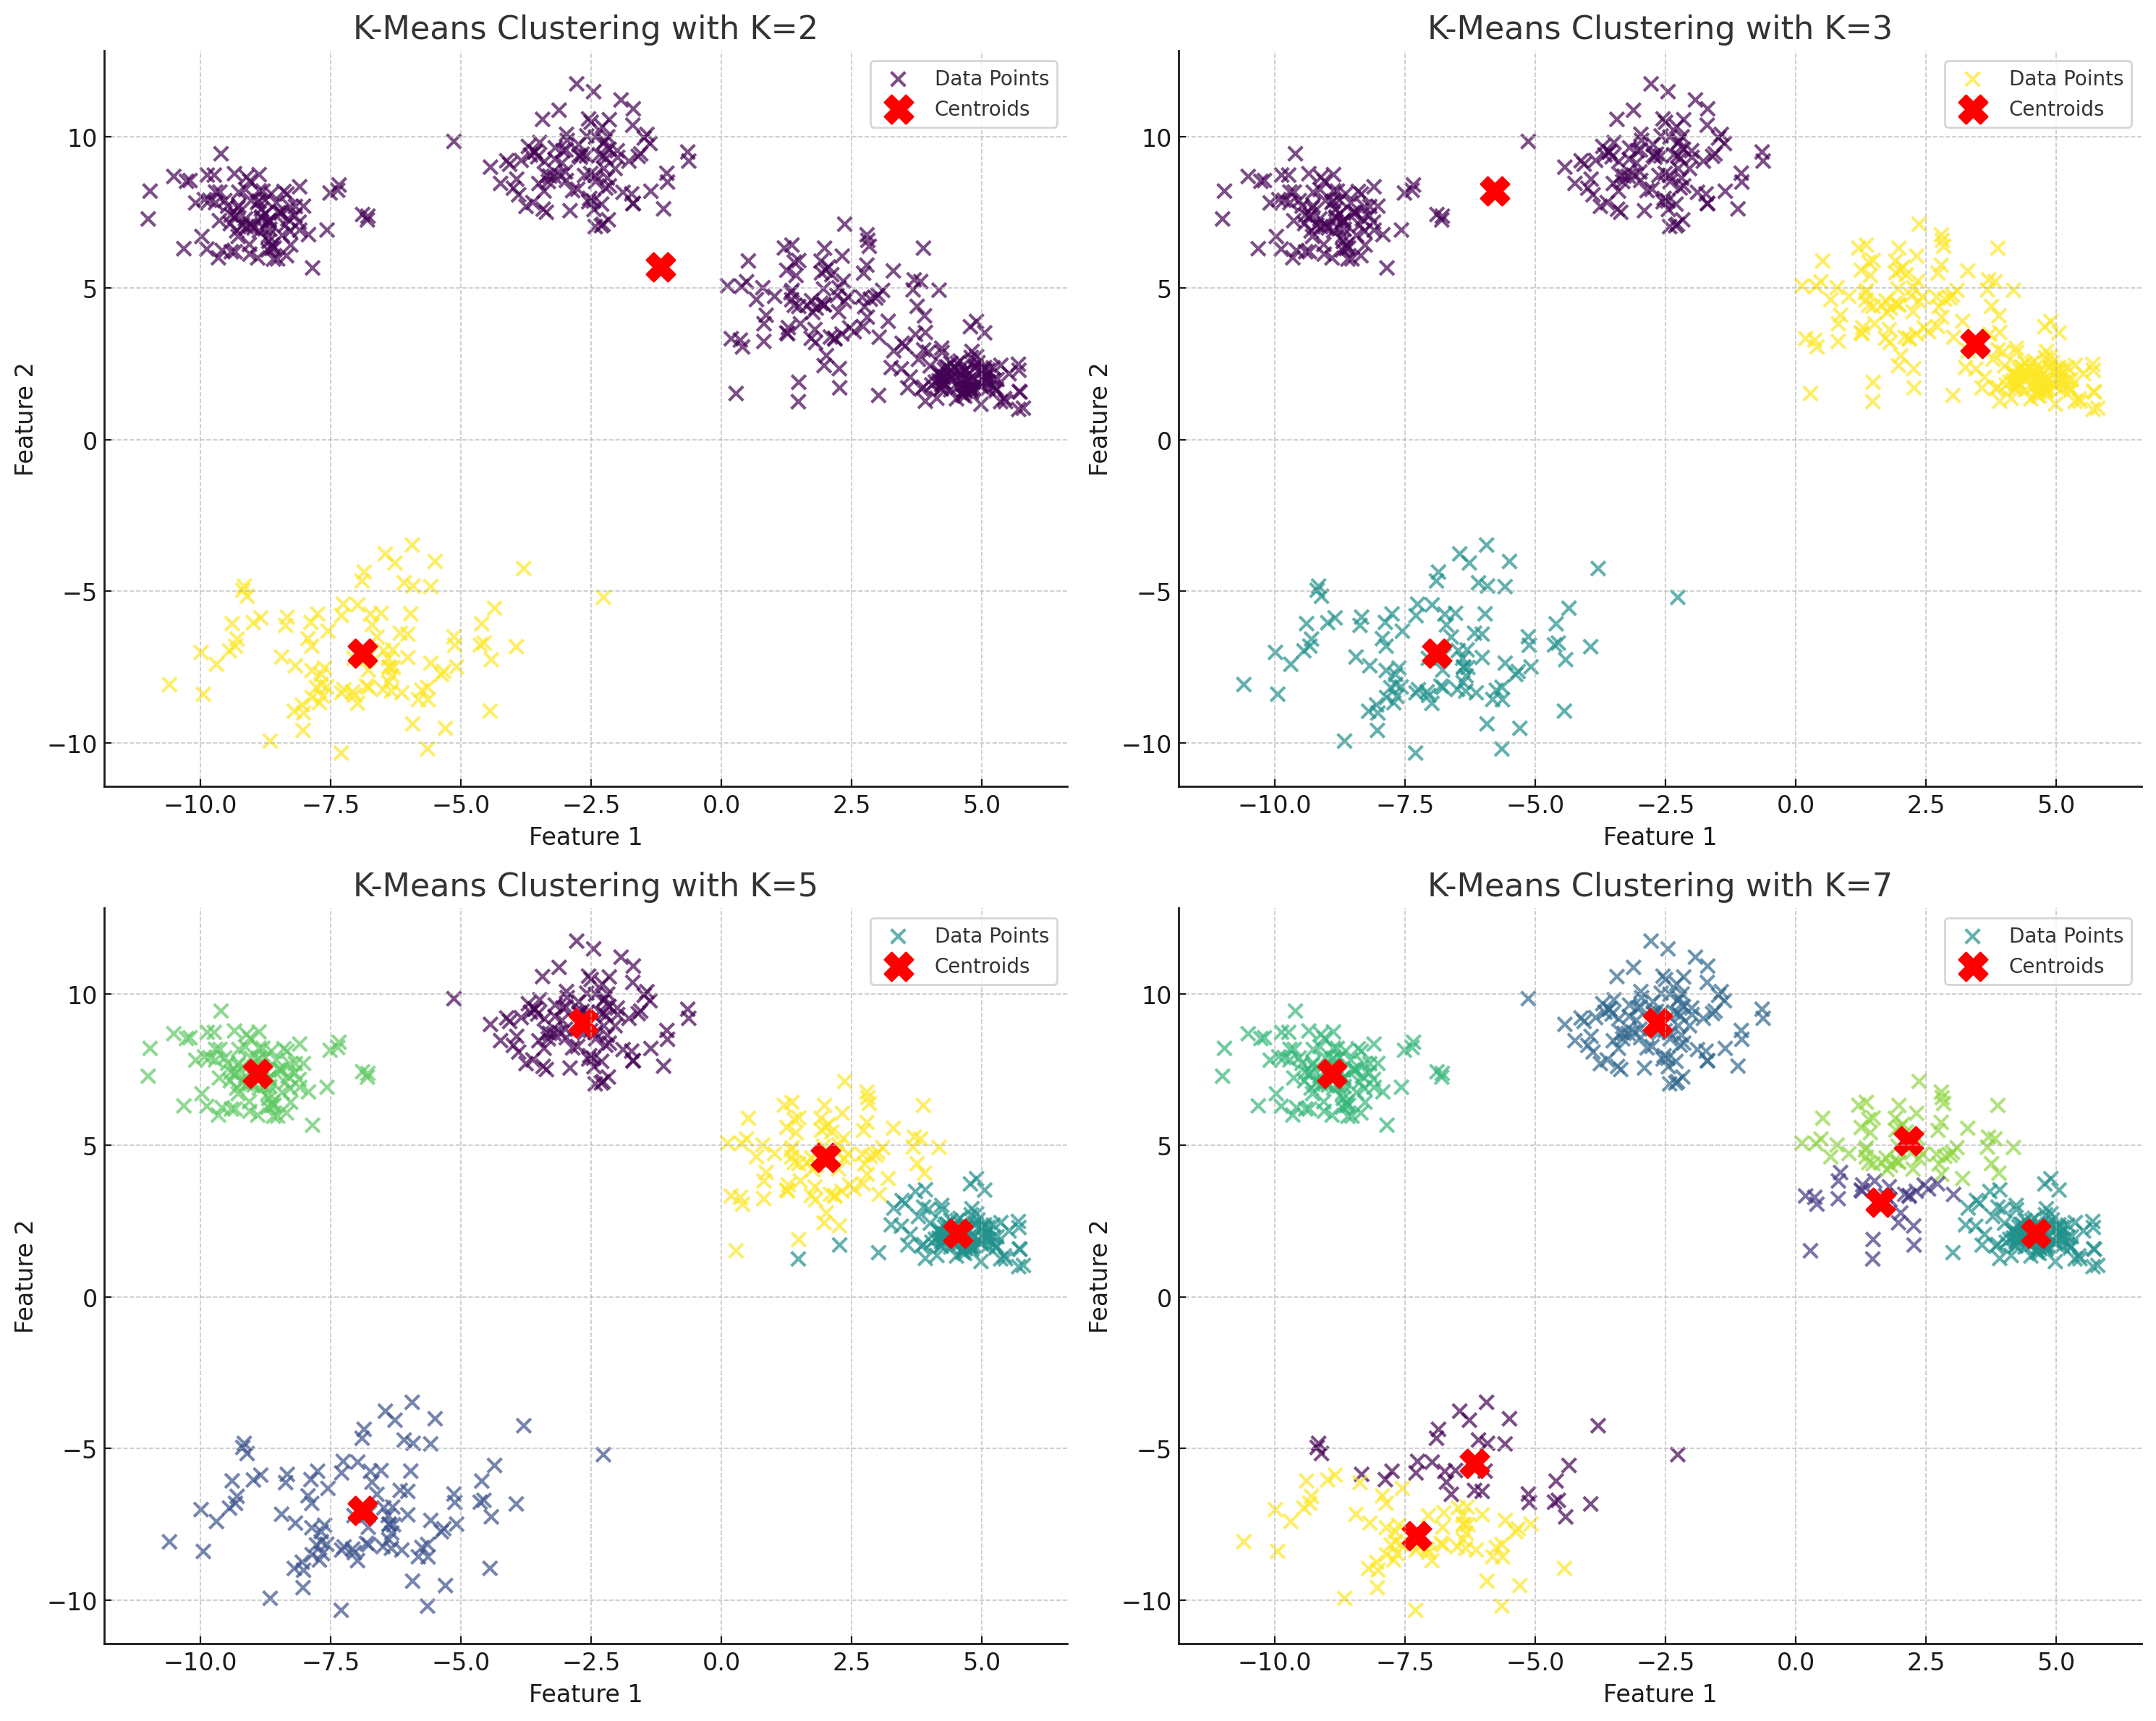 K-Means Clustering with K=2
Data Points
Centroids
10
5
0
−5
−10
Feature 2
−10.0 −7.5 −5.0 −2.5 0.0 2.5 5.0
Feature 1
K-Means Clustering with K=3
Data Points
Centroids
10
5
0
−5
−10
Feature 2
−10.0 −7.5 −5.0 −2.5 0.0 2.5 5.0
Feature 1
K-Means Clustering with K=5
Data Points
Centroids
10
5
0
−5
−10
Feature 2
−10.0 −7.5 −5.0 −2.5 0.0 2.5 5.0
Feature 1
K-Means Clustering with K=7
Data Points
Centroids
10
5
0
−5
−10
Feature 2
−10.0 −7.5 −5.0 −2.5 0.0 2.5 5.0
Feature 1